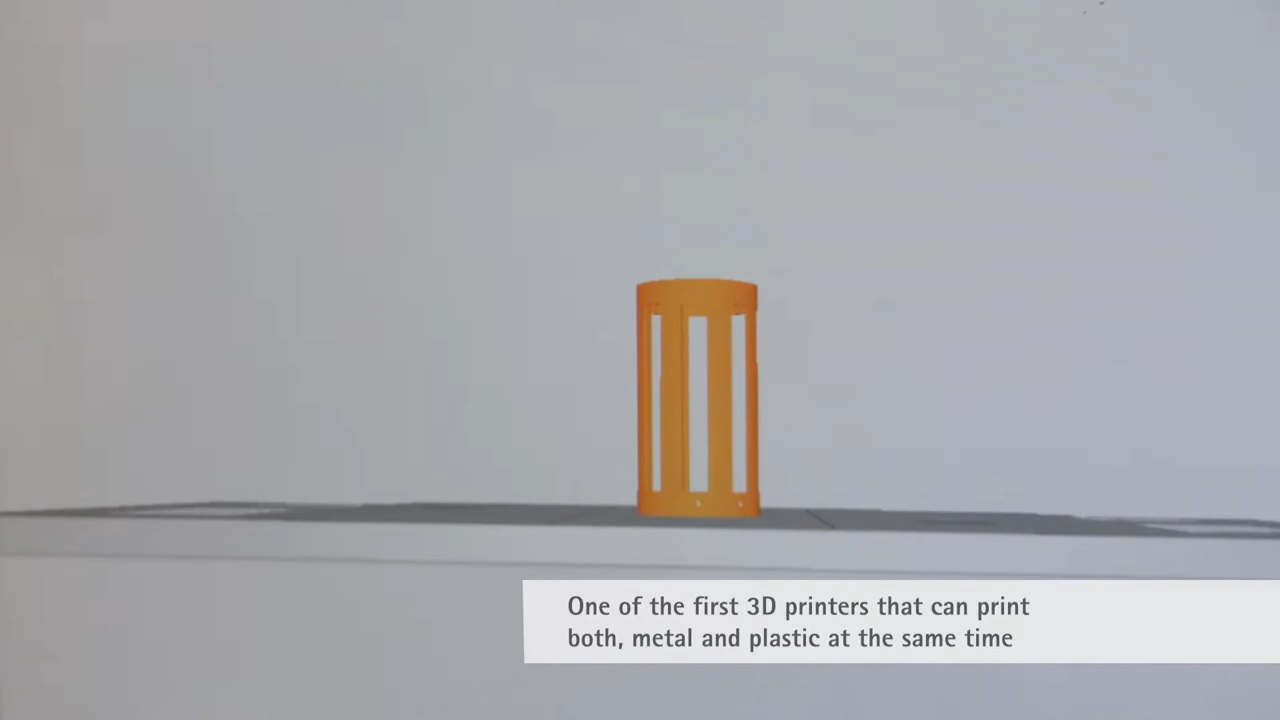 One of the first 3D printers that can print
both, metal and plastic at the same time